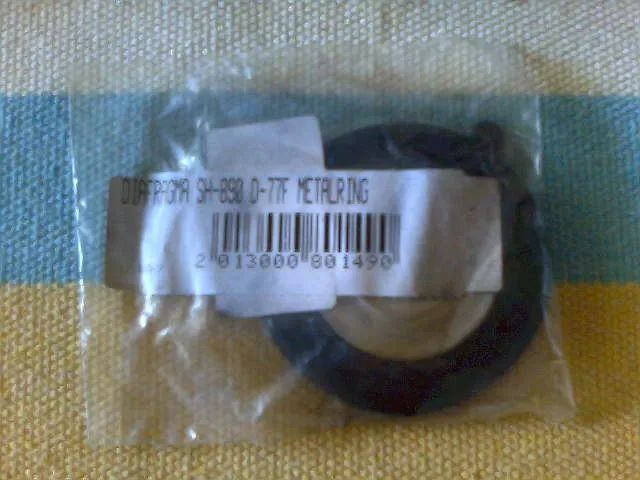 DIAFRAGMA SH-890 D-77F METALRING
2 013000 801490